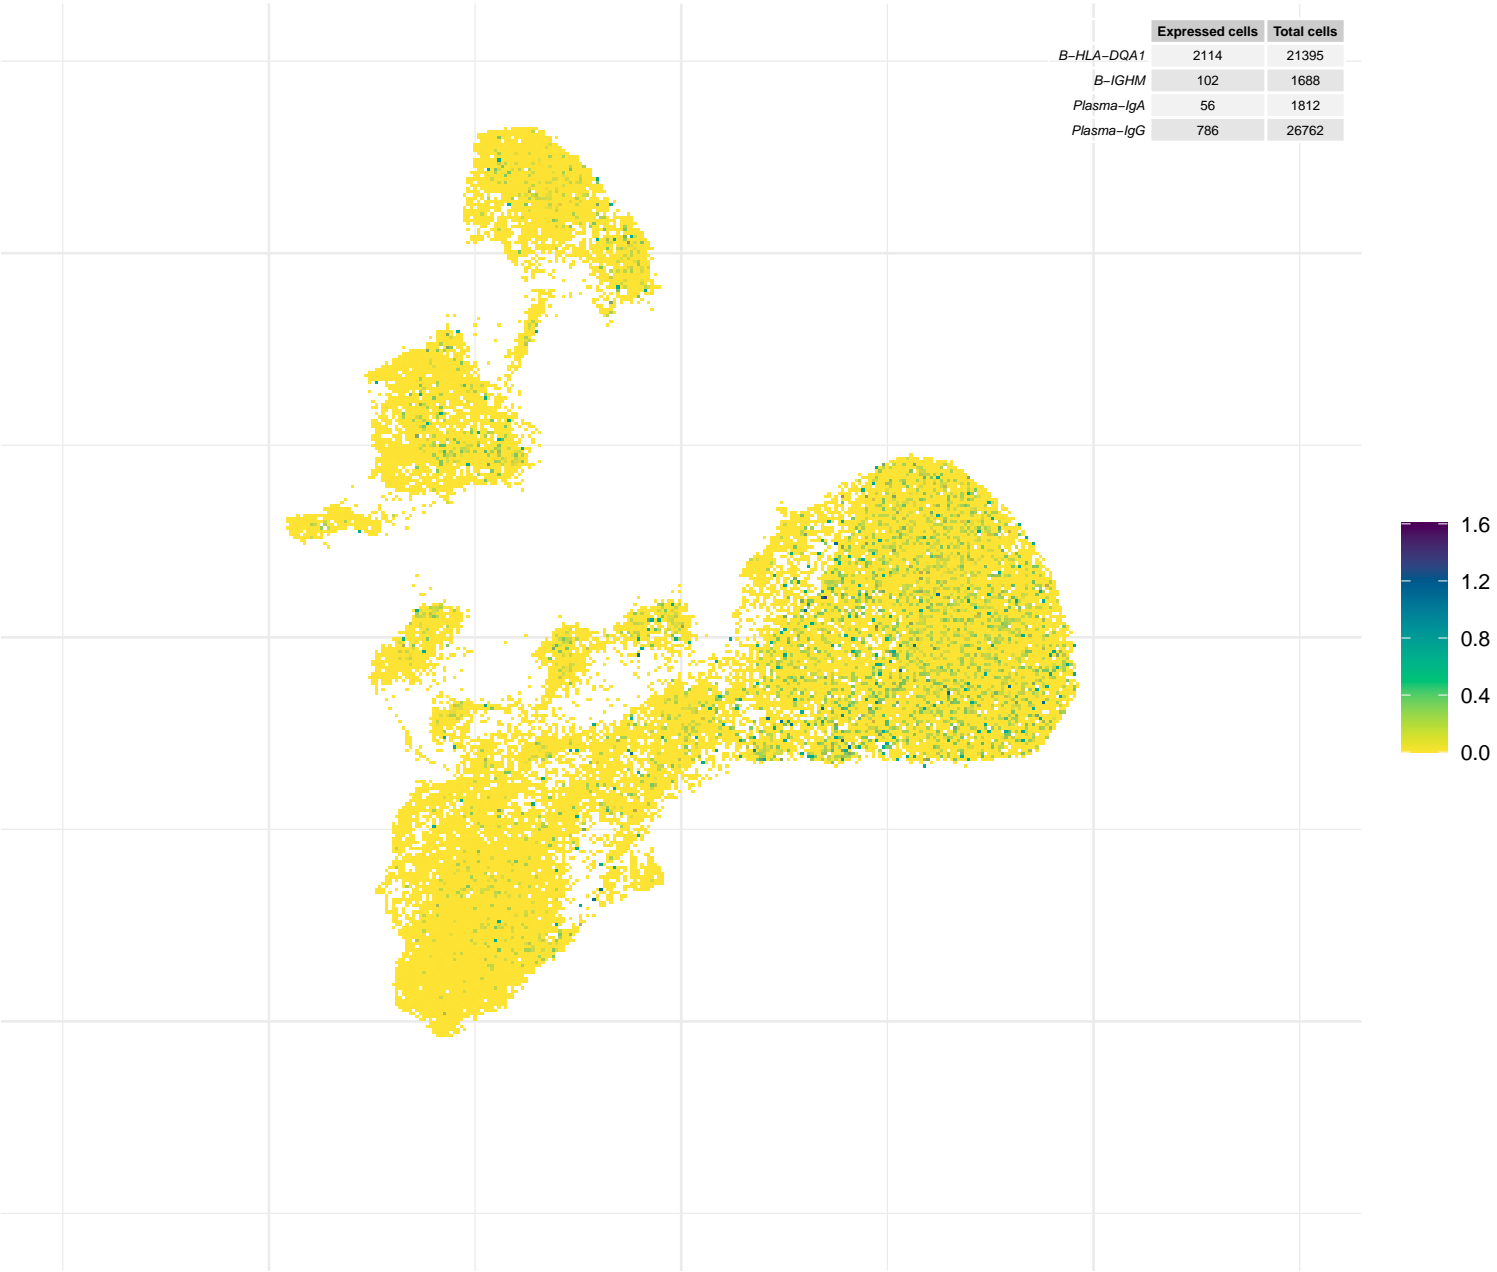 Expressed cells Total cells
B−HLA−DQA1 2114 21395
B−IGHM 102 1688
Plasma−IgA 56 1812
Plasma−IgG 786 26762
1.6
1.2
0.8
0.4
0.0